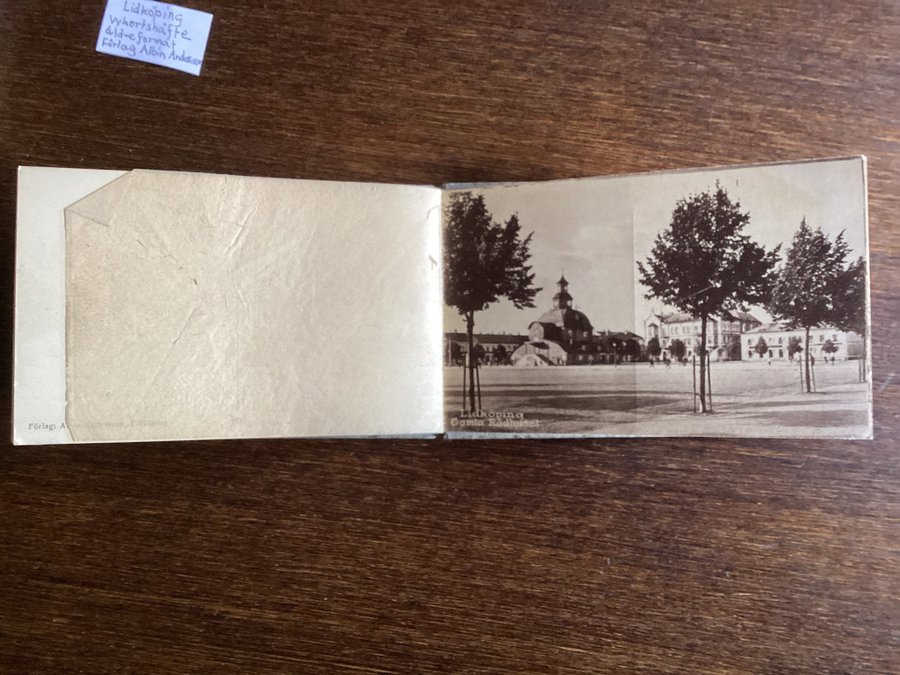 Lidköping
Vykortshäfte
äldre format
Förlag Albin Andersson
Lidköping
Gamla Rådhuset
Förlag: A